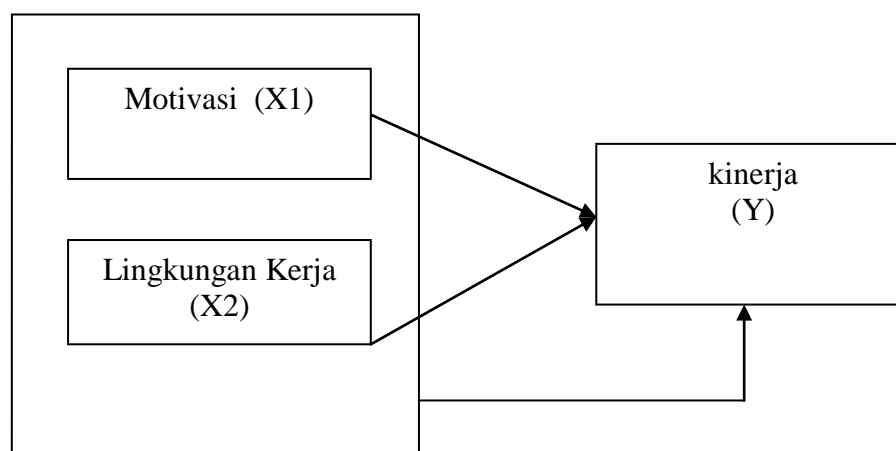 Motivasi (X1)
kinerja
(Y)
Lingkungan Kerja
(X2)